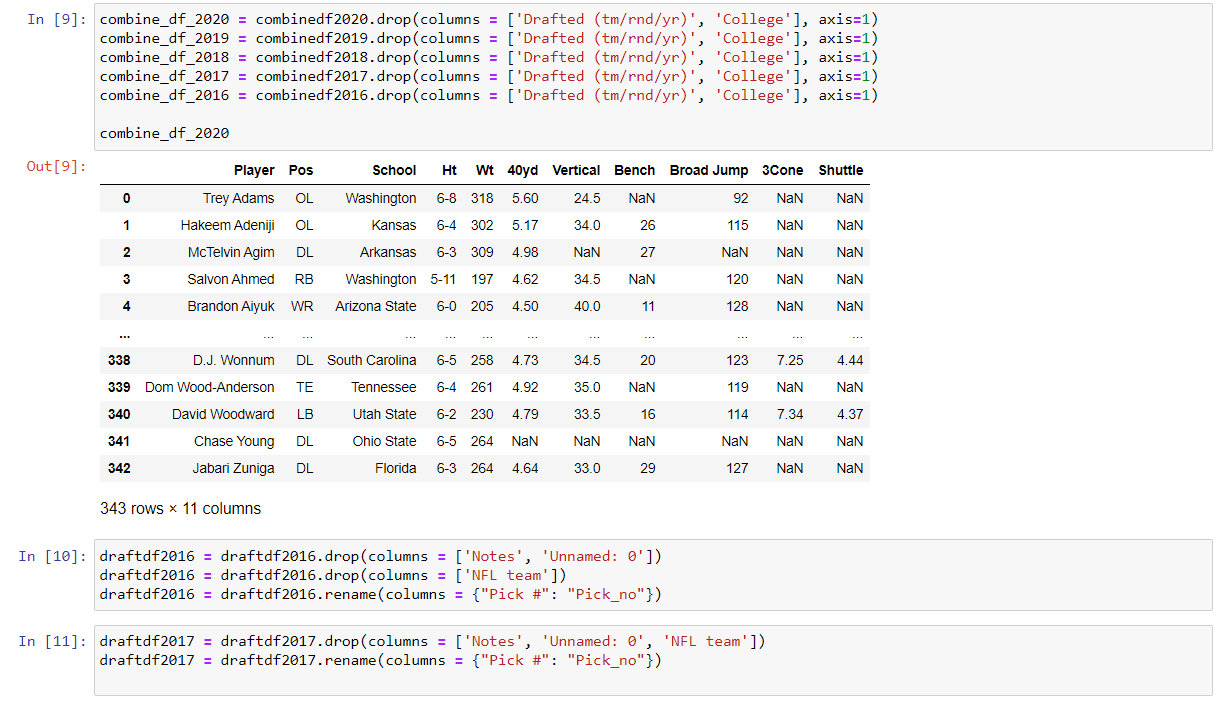 In [9]: combine_df_2020 = combinedf2020.drop(columns = ['Drafted (tm/rnd/yr)', 'College'], axis=1)
combine_df_2019 = combinedf2019.drop(columns = ['Drafted (tm/rnd/yr)', 'College'], axis=1)
combine_df_2018 = combinedf2018.drop(columns = ['Drafted (tm/rnd/yr)', 'College'], axis=1)
combine_df_2017 = combinedf2017.drop(columns = ['Drafted (tm/rnd/yr)', 'College'], axis=1)
combine_df_2016 = combinedf2016.drop(columns = ['Drafted (tm/rnd/yr)', 'College'], axis=1)
combine_df_2020
Out[9]:
Player Pos School Ht Wt 40yd Vertical Bench Broad Jump 3Cone Shuttle
0 Trey Adams OL Washington 6-8 318 5.60 24.5 NaN 92 NaN NaN
1 Hakeem Adeniji OL Kansas 6-4 302 5.17 34.0 26 115 NaN NaN
2 McTelvin Agim DL Arkansas 6-3 309 4.98 NaN 27 NaN NaN NaN
3 Salvon Ahmed RB Washington 5-11 197 4.62 34.5 NaN 120 NaN NaN
4 Brandon Aiyuk WR Arizona State 6-0 205 4.50 40.0 11 128 NaN NaN
... ... ... ... ... ... ... ... ... ... ... ...
338 D.J. Wonnum DL South Carolina 6-5 258 4.73 34.5 20 123 7.25 4.44
339 Dom Wood-Anderson TE Tennessee 6-4 261 4.92 35.0 NaN 119 NaN NaN
340 David Woodward LB Utah State 6-2 230 4.79 33.5 16 114 7.34 4.37
341 Chase Young DL Ohio State 6-5 264 NaN NaN NaN NaN NaN NaN
342 Jabari Zuniga DL Florida 6-3 264 4.64 33.0 29 127 NaN NaN
343 rows × 11 columns
In [10]: draftdf2016 = draftdf2016.drop(columns = ['Notes', 'Unnamed: 0'])
draftdf2016 = draftdf2016.drop(columns = ['NFL team'])
draftdf2016 = draftdf2016.rename(columns = {"Pick #": "Pick_no"})
In [11]: draftdf2017 = draftdf2017.drop(columns = ['Notes', 'Unnamed: 0', 'NFL team'])
draftdf2017 = draftdf2017.rename(columns = {"Pick #": "Pick_no"})